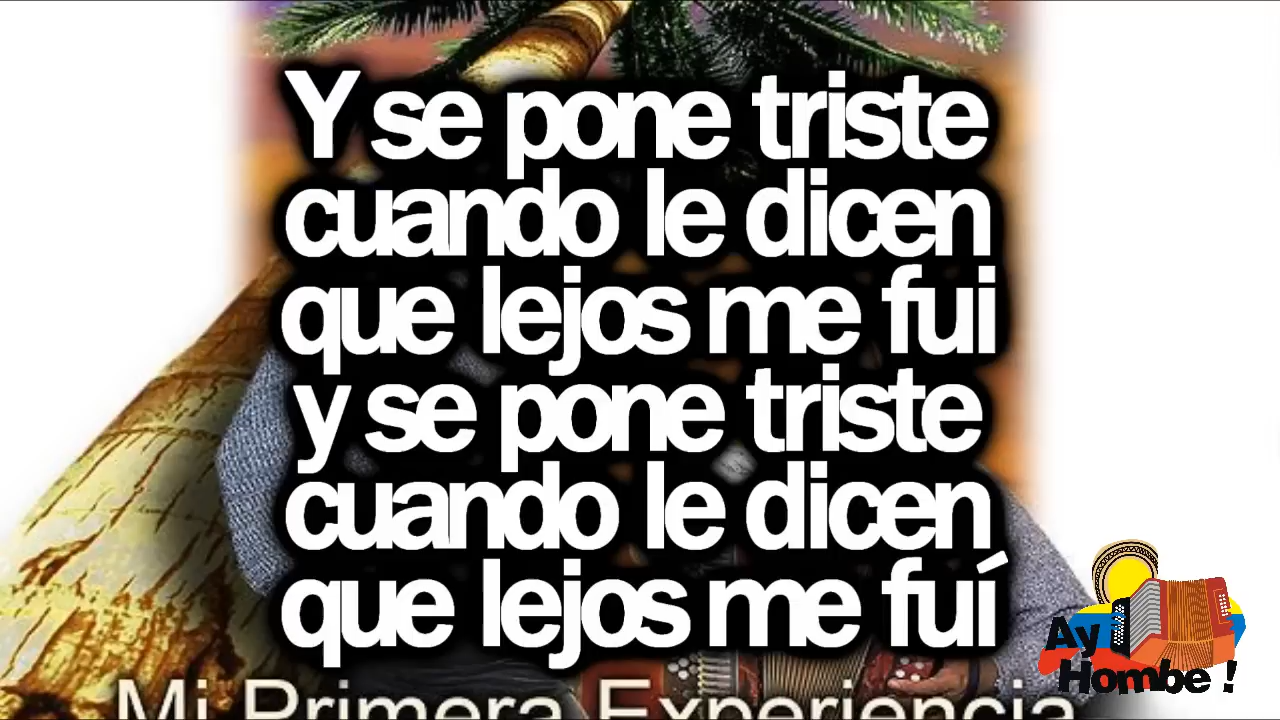 Y se pone triste
cuando le dicen
que lejos me fui
y se pone triste
cuando le dicen
que lejos me fuí
Mi Primera Experiencia
Ay
Hombe !